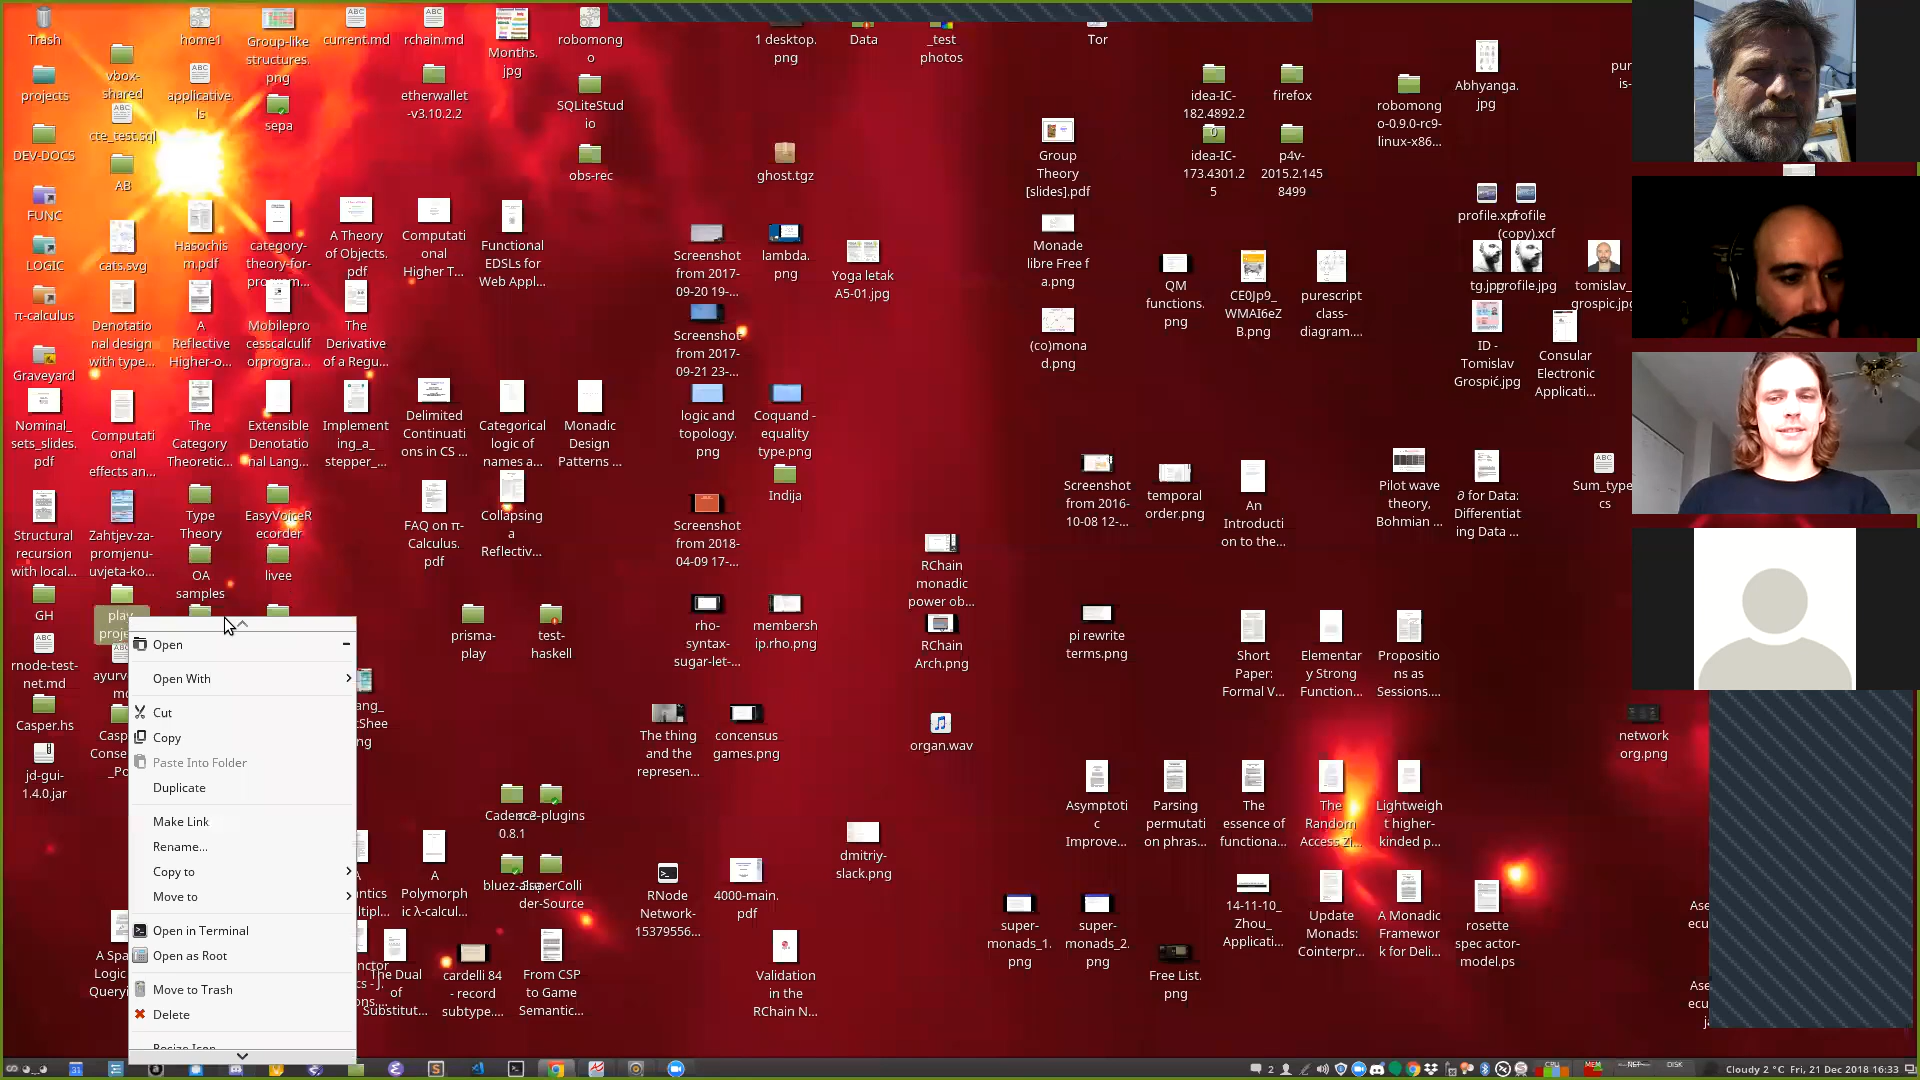 Trash
home1
Group-like
structures.
png
current.md
rchain.md
Months.
jpg
robomong
o
1 desktop.
png
Data
_test
photos
Tor
projects
vbox-
shared
applicative.
ls
etherwallet
-v3.10.2.2
SQLiteStud
io
idea-IC-
182.4892.2
firefox
robomong
o-0.9.0-rc9-
linux-x86...
Abhyanga.
jpg
sepa
cte_test.sql
DEV-DOCS
AB
obs-rec
ghost.tgz
Group
Theory
[slides].pdf
idea-IC-
173.4301.2
5
p4v-
2015.2.145
8499
FUNC
profile.xpf
profile
(copy).xcf
LOGIC
cats.svg
Hasochis
m.pdf
category-
theory-for-
program...
A Theory
of Objects.
pdf
Computati
onal
Higher T...
Functional
EDSLs for
Web Appl...
Screenshot
from 2017-
09-20 19-...
lambda.
png
Yoga letak
A5-01.jpg
Monade
libre Free f
a.png
QM
functions.
png
CE0Jp9_
WMAI6eZ
B.png
purescript
class-
diagram....
tg.jpg
profile.jpg
tomislav_
grospic.jpg
π-calculus
Denotatio
nal design
with type...
A
Reflective
Higher-o...
Mobilepro
cesscalculif
orprogra...
The
Derivative
of a Regu...
Screenshot
from 2017-
09-21 23-...
(co)mona
d.png
ID -
Tomislav
Grospić.jpg
Consular
Electronic
Applicati...
Graveyard
Nominal_
sets_slides.
pdf
Computati
onal
effects an...
The
Category
Theoretic...
Extensible
Denotatio
nal Lang...
Implement
ing_a_
stepper_...
Delimited
Continuati
ons in CS ...
Categorical
logic of
names a...
Monadic
Design
Patterns ...
logic and
topology.
png
Coquand -
equality
type.png
Indija
Screenshot
from 2016-
10-08 12-...
temporal
order.png
An
Introducti
on to the...
Pilot wave
theory,
Bohmian ...
∂ for Data:
Differentiat
ing Data ...
Sum_type
cs
Structural
recursion
with local...
Zahtjev-za-
promjenu-
uvjeta-ko...
Type
Theory
EasyVoiceR
ecorder
FAQ on π-
Calculus.
pdf
Collapsing
a
Reflectiv...
Screenshot
from 2018-
04-09 17-...
RChain
monadic
power ob...
OA
samples
livee
GH
play
proje
prisma-
play
test-
haskell
rho-
syntax-
sugar-let-...
membersh
ip.rho.png
RChain
Arch.png
pi rewrite
terms.png
Short
Paper:
Formal V...
Elementar
y Strong
Function...
Propositio
ns as
Sessions....
rnode-test-
net.md
Casper.hs
jd-gui-
1.4.0.jar
The thing
and the
represen...
concensus
games.png
organ.wav
network
org.png
Open
Open With
Cut
Copy
Paste Into Folder
Duplicate
Make Link
Rename...
Copy to
Move to
Open in Terminal
Open as Root
Move to Trash
Delete
Resize Icon
Cadence
0.8.1
dmitriy-
slack.png
Asymptoti
c
Improve...
Parsing
permutati
on phras...
The
essence of
functiona...
The
Random
Access Zi...
Lightweigh
t higher-
kinded p...
A
Polymorph
ic λ-calcul...
RNode
Network-
15379556...
4000-main.
pdf
super-
monads_1.
png
super-
monads_2.
png
14-11-10_
Zhou_
Applicati...
Update
Monads:
Cointerpr...
A Monadic
Framewor
k for Deli...
rosette
spec actor-
model.ps
The Dual
of
Substitut...
cardelli 84
- record
subtype....
From CSP
to Game
Semantic...
Validation
in the
RChain N...
Free List.
png
Cloudy 2 °C Fri, 21 Dec 2018 16:33